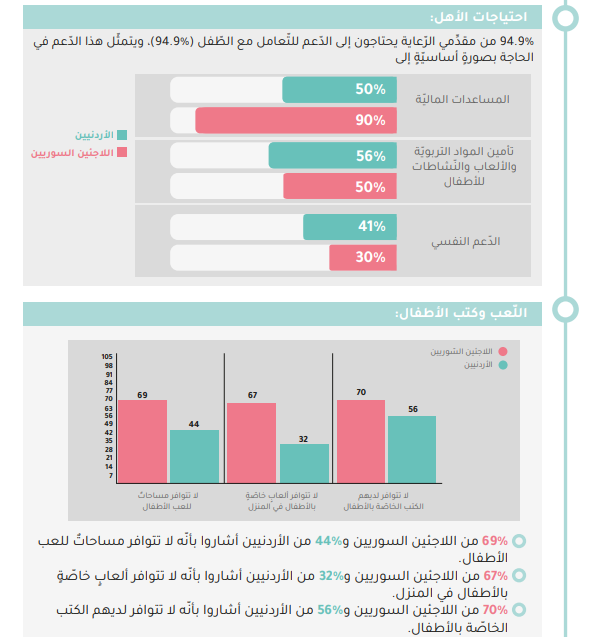 احتياجات الأهل:
94.9% من مقدِّمي الرّعاية يحتاجون إلى الدّعم للتّعامل مع الطّفل (94.9%)، ويتمثّل هذا الدّعم في
الحاجة بصورةٍ أساسيّةٍ إلى
المساعدات الماليّة
50%
90%
تأمين المواد التربويّة
والألعاب والنّشاطات
للأطفال
56%
50%
الدّعم النفسي
41%
30%
الأردنيين
اللاجئين السوريين
اللّعب وكتب الأطفال:
اللاجئين السّوريين
الأردنيين
105
98
91
84
77
70
63
56
49
42
35
28
21
14
7
69
44
67
32
70
56
لا تتوافر مساحاتٌ
للعب الأطفال
لا تتوافر ألعاب خاصّة
بالأطفال في المنزل
لا تتوافر لديهم
الكتب الخاصّة بالأطفال
69% من اللاجئين السوريين و44% من الأردنيين أشاروا بأنّه لا تتوافر مساحاتٌ للعب
الأطفال.
67% من اللاجئين السوريين و32% من الأردنيين أشاروا بأنّه لا تتوافر ألعابٍ خاصّةٍ
بالأطفال في المنزل.
70% من اللاجئين السوريين و56% من الأردنيين أشاروا بأنّه لا تتوافر لديهم الكتب
الخاصّة بالأطفال.